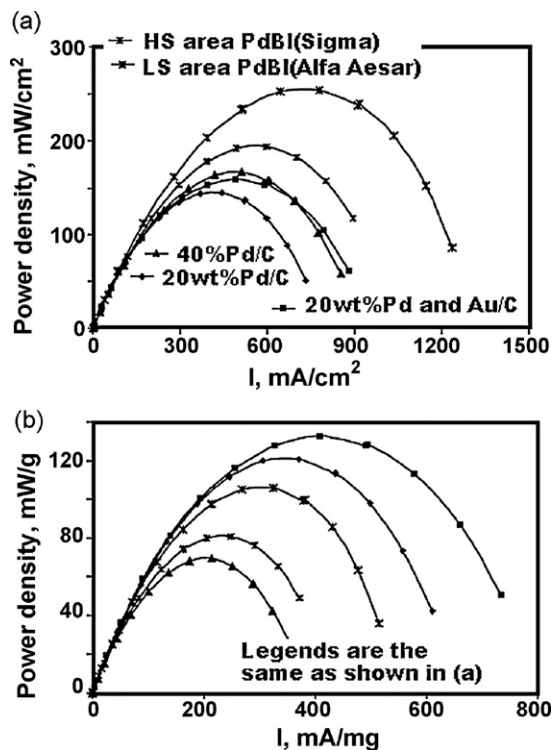 (a)
HS area PdBl(Sigma)
LS area PdBl(Alfa Aesar)
300
200
100
0
Power density, mW/cm²
40%Pd/C
20wt%Pd/C
20wt%Pd and Au/C
0 300 600 900 1200 1500
I, mA/cm²
(b)
120
80
40
0
Power density, mW/g
Legends are the
same as shown in (a)
0 200 400 600 800
I, mA/mg